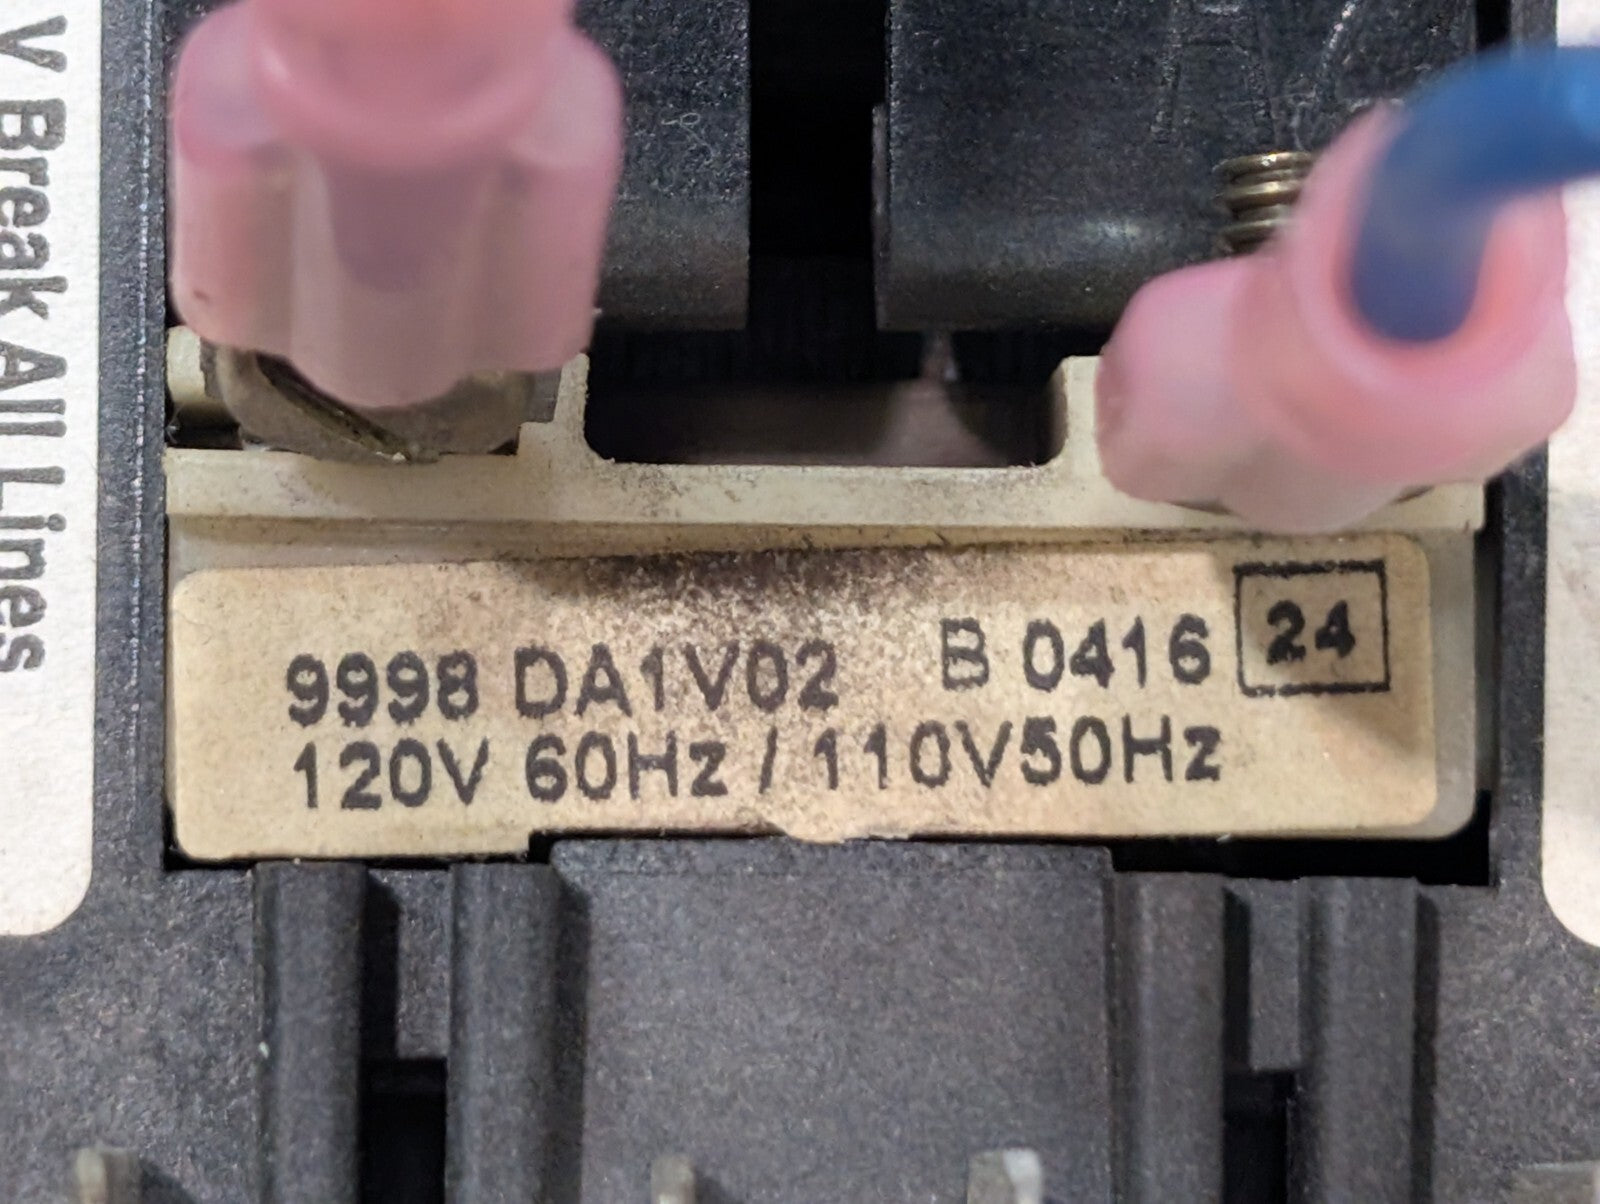 V Break All Lines
9998 DA1V02 B 0416 24
120V 60Hz / 110V50Hz